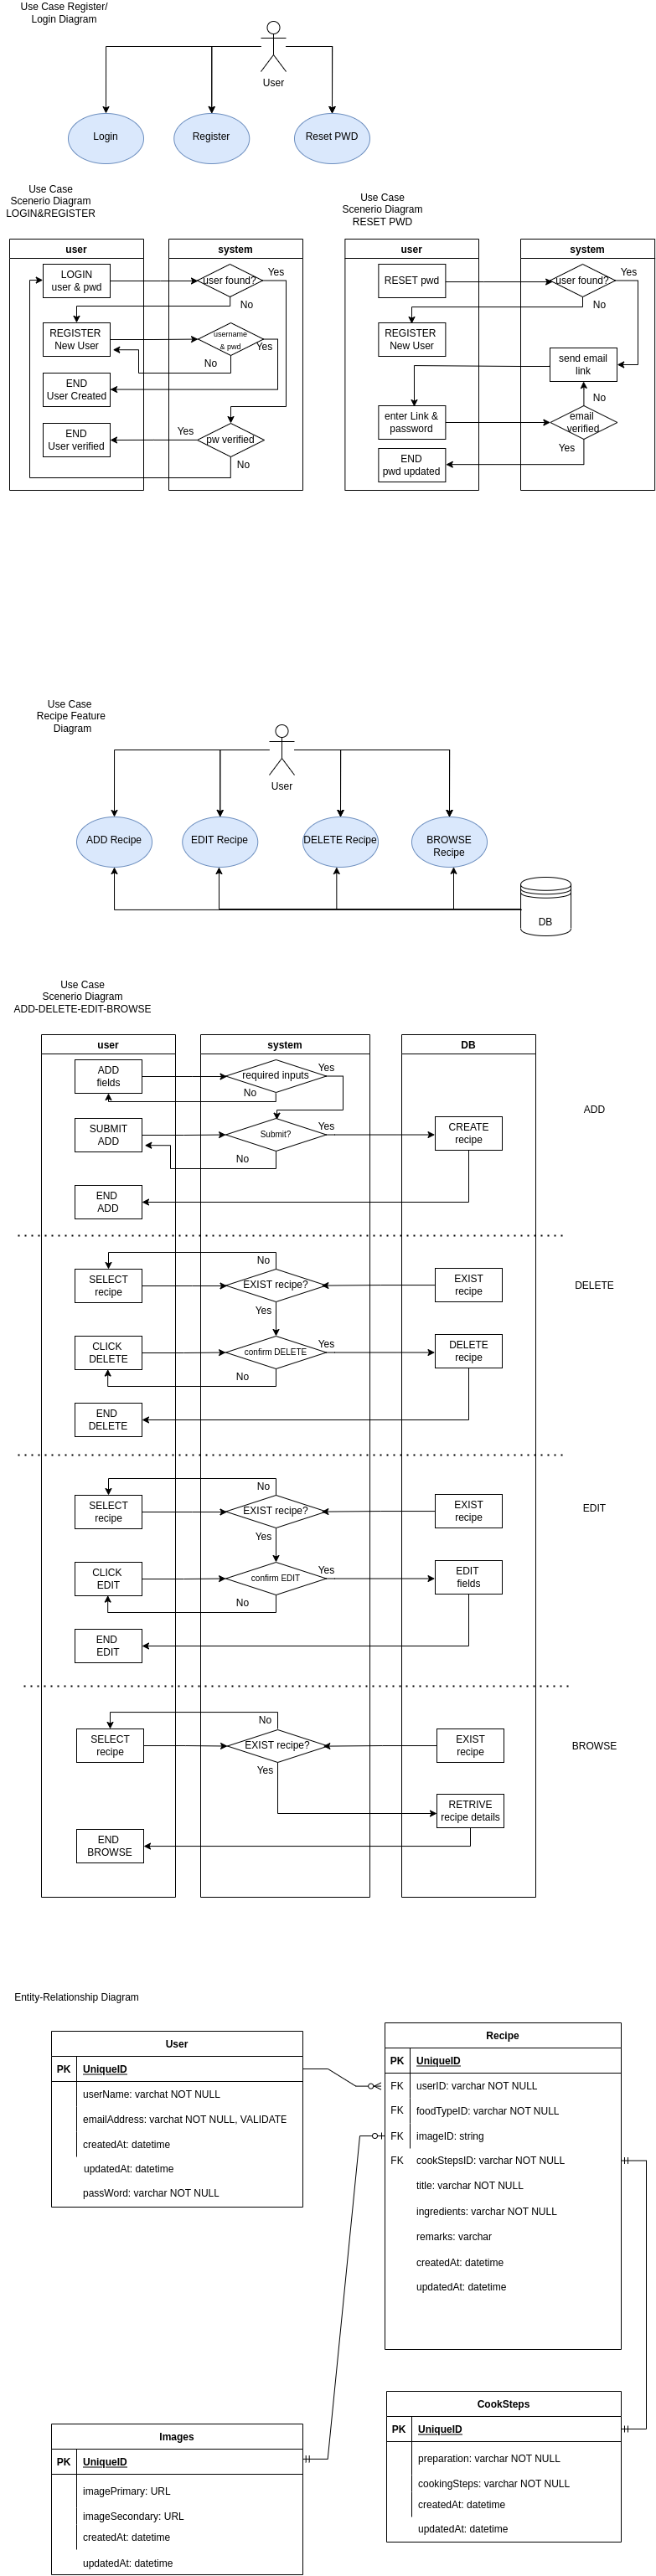 Use Case Register/
Login Diagram
User
Login
Register
Reset PWD
Use Case
Scenerio Diagram
LOGIN&REGISTER
user
system
LOGIN
user & pwd
user found?
Yes
No
REGISTER
New User
username
& pwd
Yes
No
END
User Created
END
User verified
Yes
pw verified
No
Use Case
Scenerio Diagram
RESET PWD
user
system
RESET pwd
user found?
Yes
No
REGISTER
New User
send email
link
No
enter Link &
password
email
verified
Yes
END
pwd updated
Use Case
Recipe Feature
Diagram
User
ADD Recipe
EDIT Recipe
DELETE Recipe
BROWSE
Recipe
DB
Use Case
Scenerio Diagram
ADD-DELETE-EDIT-BROWSE
user
system
DB
ADD
fields
required inputs
Yes
No
ADD
SUBMIT
ADD
Submit?
Yes
No
CREATE
recipe
END
ADD
No
SELECT
recipe
EXIST recipe?
Yes
EXIST
recipe
DELETE
CLICK
DELETE
confirm DELETE
Yes
No
DELETE
recipe
END
DELETE
No
SELECT
recipe
EXIST recipe?
Yes
EXIST
recipe
EDIT
CLICK
EDIT
confirm EDIT
Yes
No
EDIT
fields
END
EDIT
No
SELECT
recipe
EXIST recipe?
Yes
EXIST
recipe
BROWSE
RETRIVE
recipe details
END
BROWSE
Entity-Relationship Diagram
User
PK UniqueID
userName: varchat NOT NULL
emailAddress: varchat NOT NULL, VALIDATE
createdAt: datetime
updatedAt: datetime
passWord: varchar NOT NULL
Recipe
PK UniqueID
FK userID: varchar NOT NULL
FK foodTypeID: varchar NOT NULL
FK imageID: string
FK cookStepsID: varchar NOT NULL
title: varchar NOT NULL
ingredients: varchar NOT NULL
remarks: varchar
createdAt: datetime
updatedAt: datetime
CookSteps
PK UniqueID
preparation: varchar NOT NULL
cookingSteps: varchar NOT NULL
createdAt: datetime
updatedAt: datetime
Images
PK UniqueID
imagePrimary: URL
imageSecondary: URL
createdAt: datetime
updatedAt: datetime